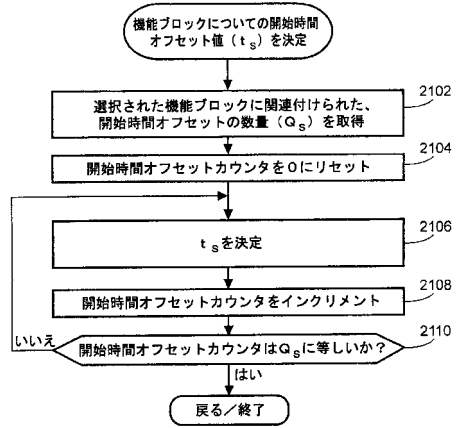 機能ブロックについての開始時間
オフセット値(tS)を決定
2102
選択された機能ブロックに関連付けられた、
開始時間オフセットの数量(QS)を取得
2104
開始時間オフセットカウンタを0にリセット
2106
tSを決定
2108
開始時間オフセットカウンタをインクリメント
2110
いいえ
開始時間オフセットカウンタはQSに等しいか?
はい
戻る/終了